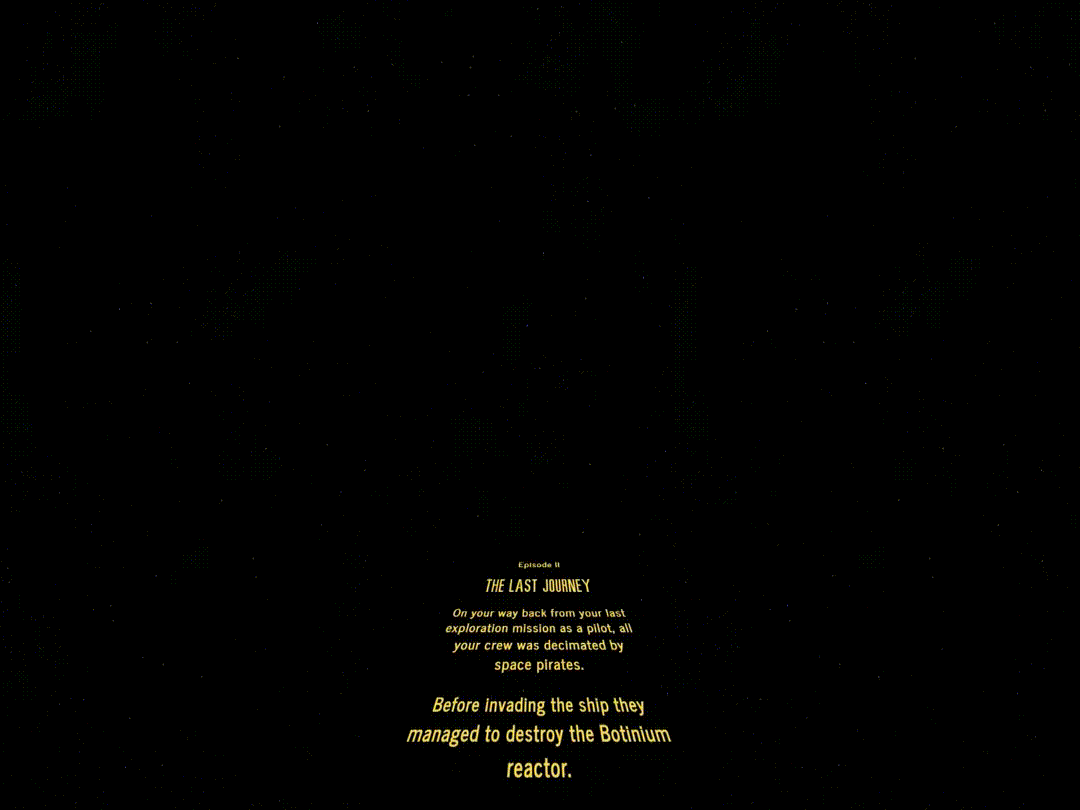 Episode II
THE LAST JOURNEY
On your way back from your last
exploration mission as a pilot, all
your crew was decimated by
space pirates.
Before invading the ship they
managed to destroy the Botinium
reactor.